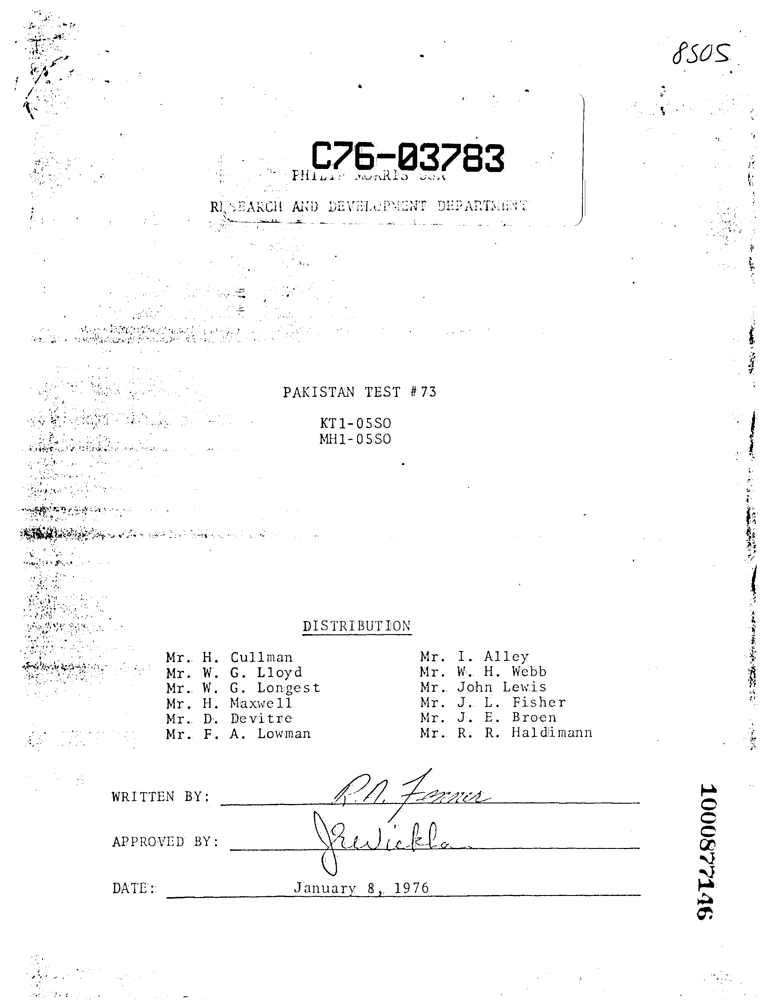 8505
C76-03783
PHILIP MORRIS USA
RESEARCH AND DEVELOPMENT DEPARTMENT
PAKISTAN TEST #73
KT1-05SO
MH1-05SO
DISTRIBUTION
Mr. H. Cullman
Mr. W. G. Lloyd
Mr. W. G. Longest
Mr. H. Maxwell
Mr. D. Devitre
Mr. F. A. Lowman
Mr. I. Alley
Mr. W. H. Webb
Mr. John Lewis
Mr. J. L. Fisher
Mr. J. E. Broen
Mr. R. R. Haldimann
WRITTEN BY: R.N. Fenner
APPROVED BY:
DATE: January 8, 1976
1000877146